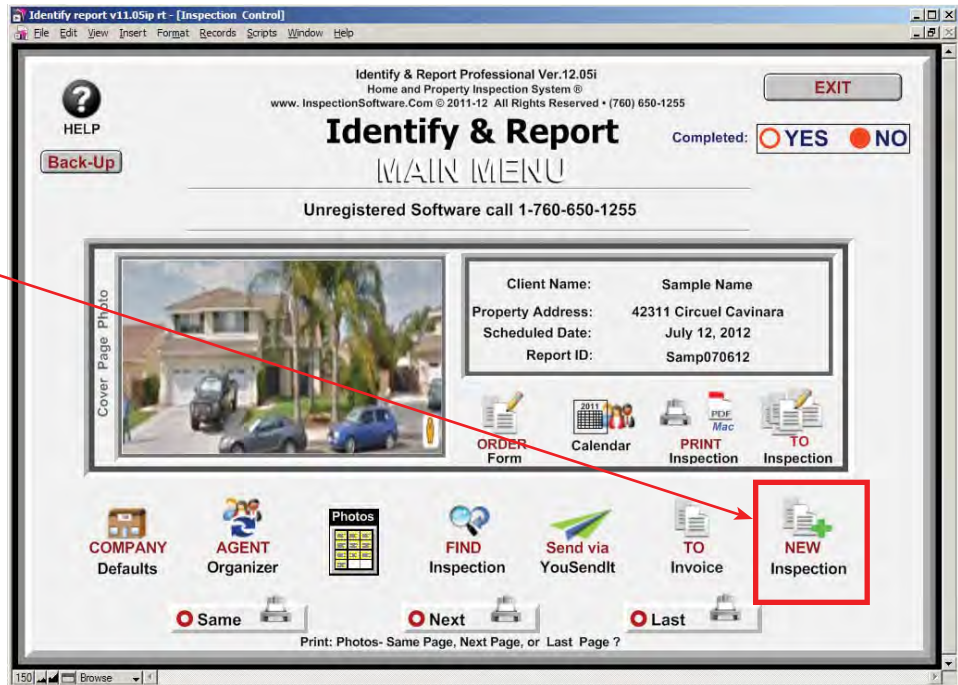 Identify report v11.05ip rt - [Inspection Control]
File Edit View Insert Format Records Scripts Window Help
Identify & Report Professional Ver.12.05i
Home and Property Inspection System ®
www. InspectionSoftware.Com © 2011-12 All Rights Reserved • (760) 650-1255
EXIT
HELP
Identify & Report
Completed: YES NO
Back-Up
MAIN MENU
Unregistered Software call 1-760-650-1255
Cover Page Photo
Client Name: Sample Name
Property Address: 42311 Circuel Cavinara
Scheduled Date: July 12, 2012
Report ID: Samp070612
2011
PDF
Mac
ORDER
Form
Calendar
PRINT
Inspection
TO
Inspection
Photos
COMPANY
Defaults
AGENT
Organizer
FIND
Inspection
Send via
YouSendIt
TO
Invoice
NEW
Inspection
Same Next Last
Print: Photos- Same Page, Next Page, or Last Page ?
150 Browse